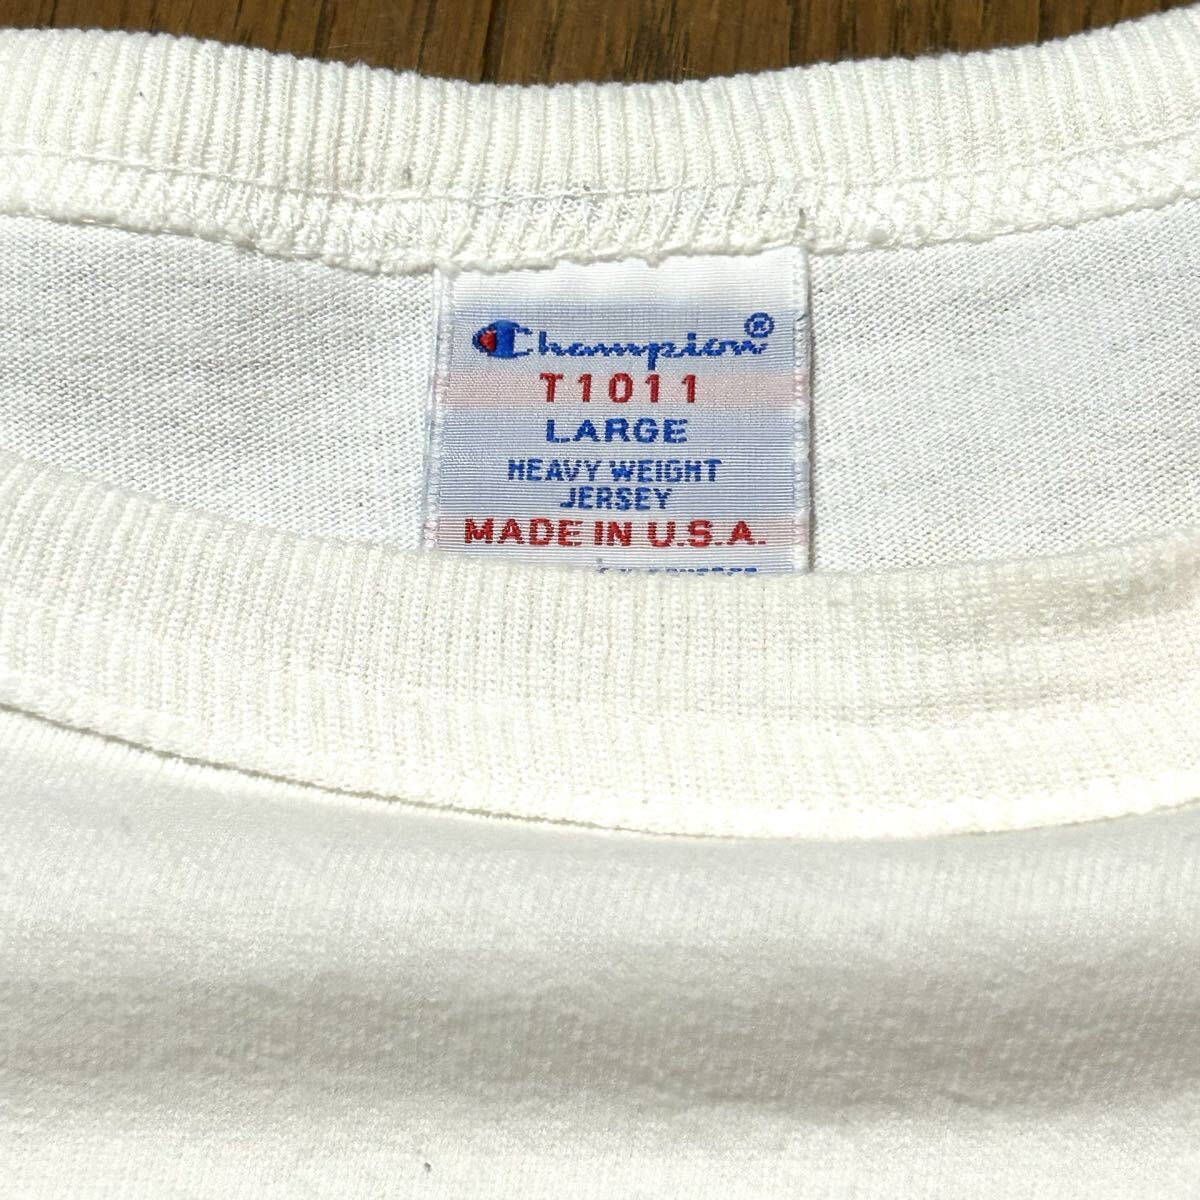 Champion®
T1011
LARGE
HEAVY WEIGHT
JERSEY
MADE IN U.S.A.